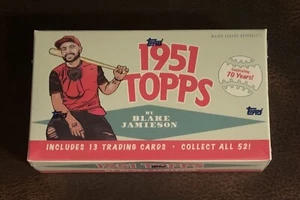 Topps
MAJOR LEAGUE BASEBALL®
1951
TOPPS
BY
BLAKE
JAMIESON
Celebrating
70 Years!
Topps
INCLUDES 13 TRADING CARDS • COLLECT ALL 52!